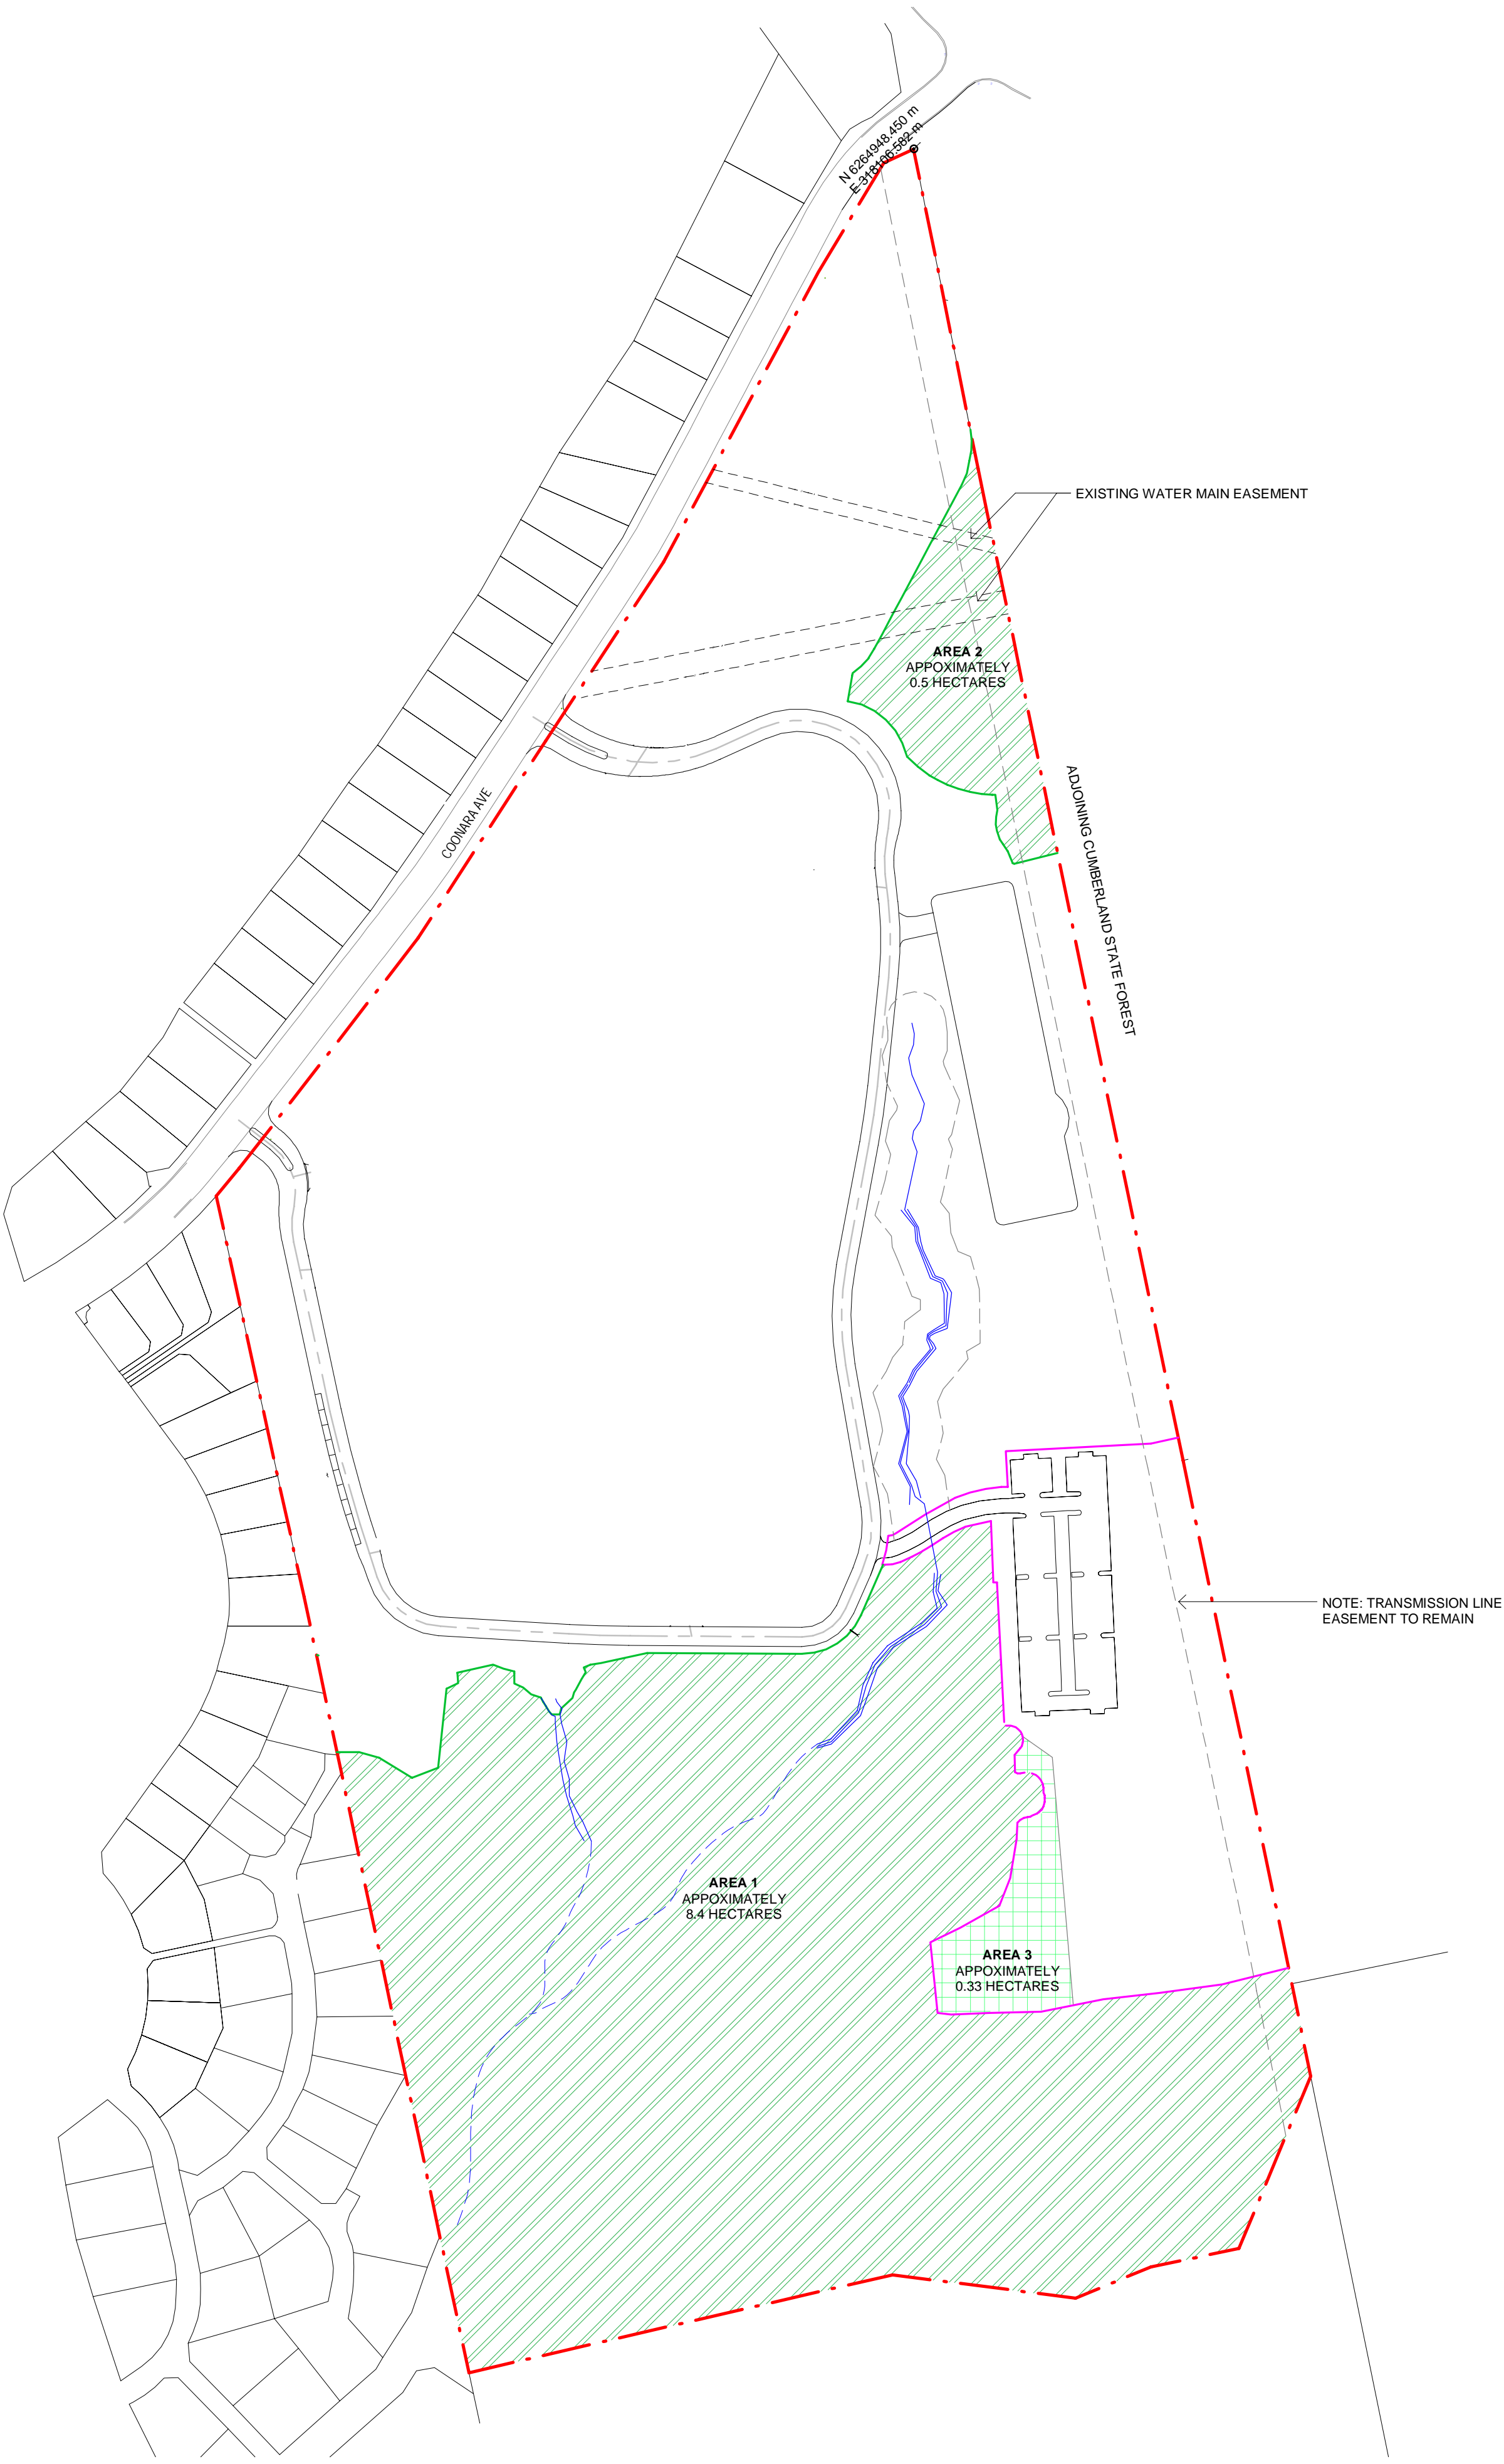 N 6264948.450 m
E 318106.582 m
EXISTING WATER MAIN EASEMENT
AREA 2
APPOXIMATELY
0.5 HECTARES
COONARA AVE
ADJOINING CUMBERLAND STATE FOREST
NOTE: TRANSMISSION LINE
EASEMENT TO REMAIN
AREA 1
APPOXIMATELY
8.4 HECTARES
AREA 3
APPOXIMATELY
0.33 HECTARES